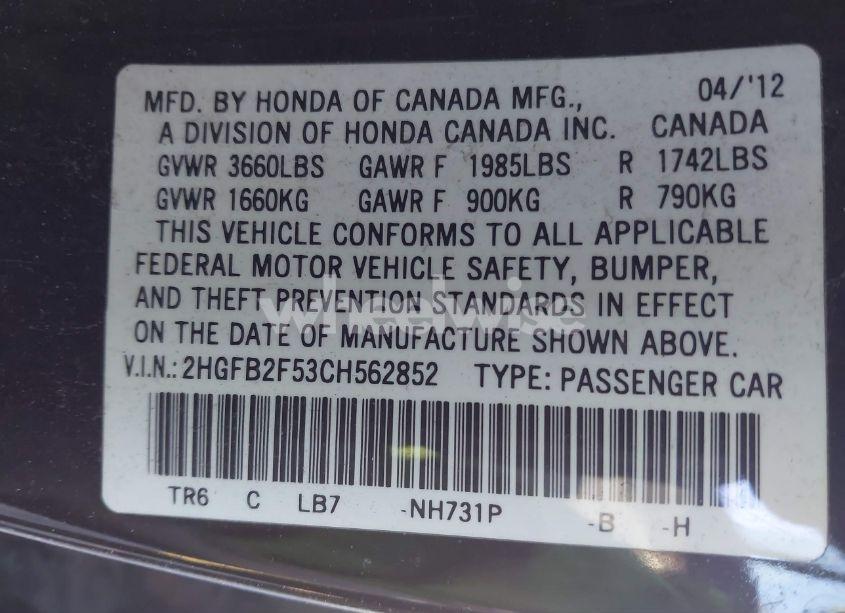 MFD. BY HONDA OF CANADA MFG., 04/'12
A DIVISION OF HONDA CANADA INC. CANADA
GVWR 3660LBS GAWR F 1985LBS R 1742LBS
GVWR 1660KG GAWR F 900KG R 790KG
THIS VEHICLE CONFORMS TO ALL APPLICABLE
FEDERAL MOTOR VEHICLE SAFETY, BUMPER,
AND THEFT PREVENTION STANDARDS IN EFFECT
wheelwise
ON THE DATE OF MANUFACTURE SHOWN ABOVE.
V.I.N.: 2HGFB2F53CH562852 TYPE: PASSENGER CAR
TR6 C LB7 -NH731P -B -H